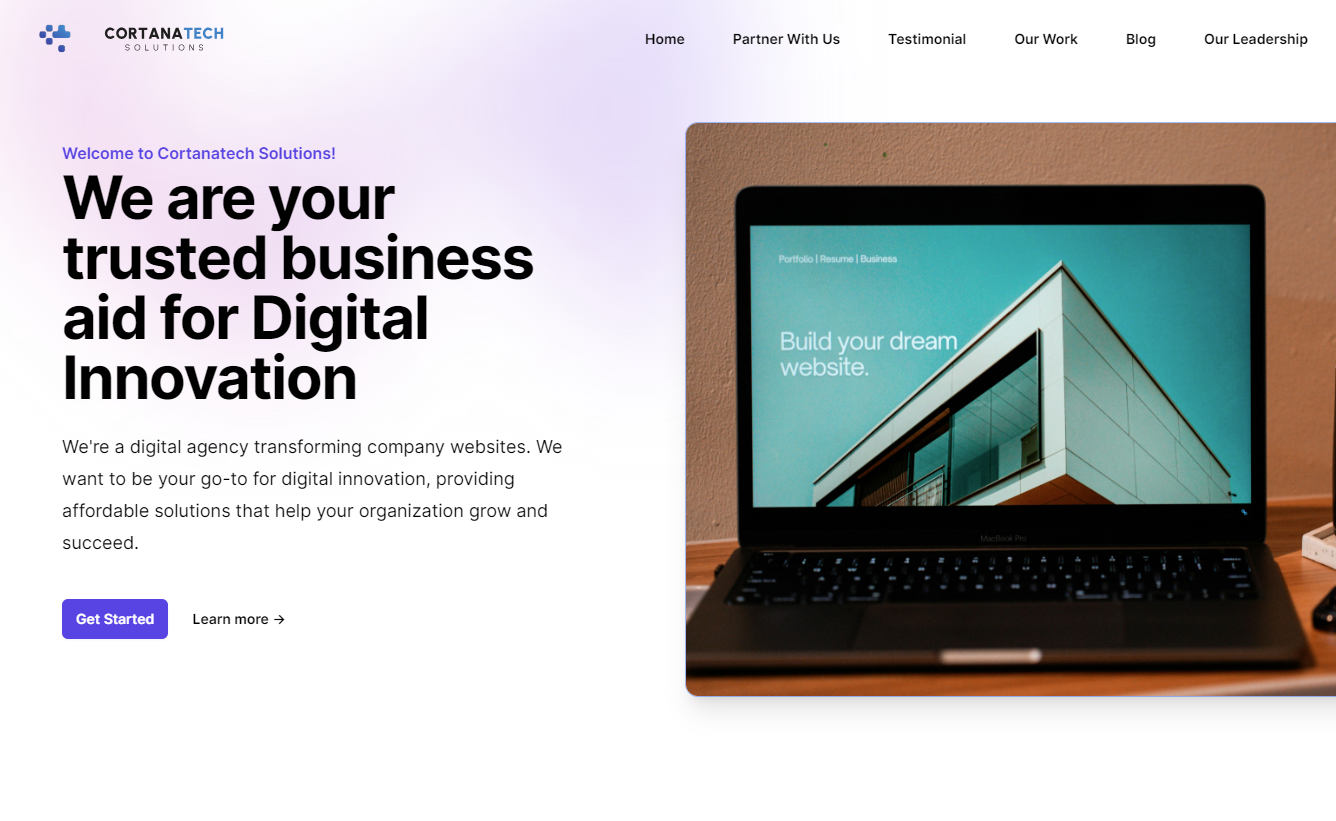 CORTANATECH
SOLUTIONS
Home
Partner With Us
Testimonial
Our Work
Blog
Our Leadership
Welcome to Cortanatech Solutions!
We are your
trusted business
aid for Digital
Innovation
We're a digital agency transforming company websites. We
want to be your go-to for digital innovation, providing
affordable solutions that help your organization grow and
succeed.
Get Started
Learn more →
Portfolio | Resume | Business
Build your dream
website.
MacBook Pro